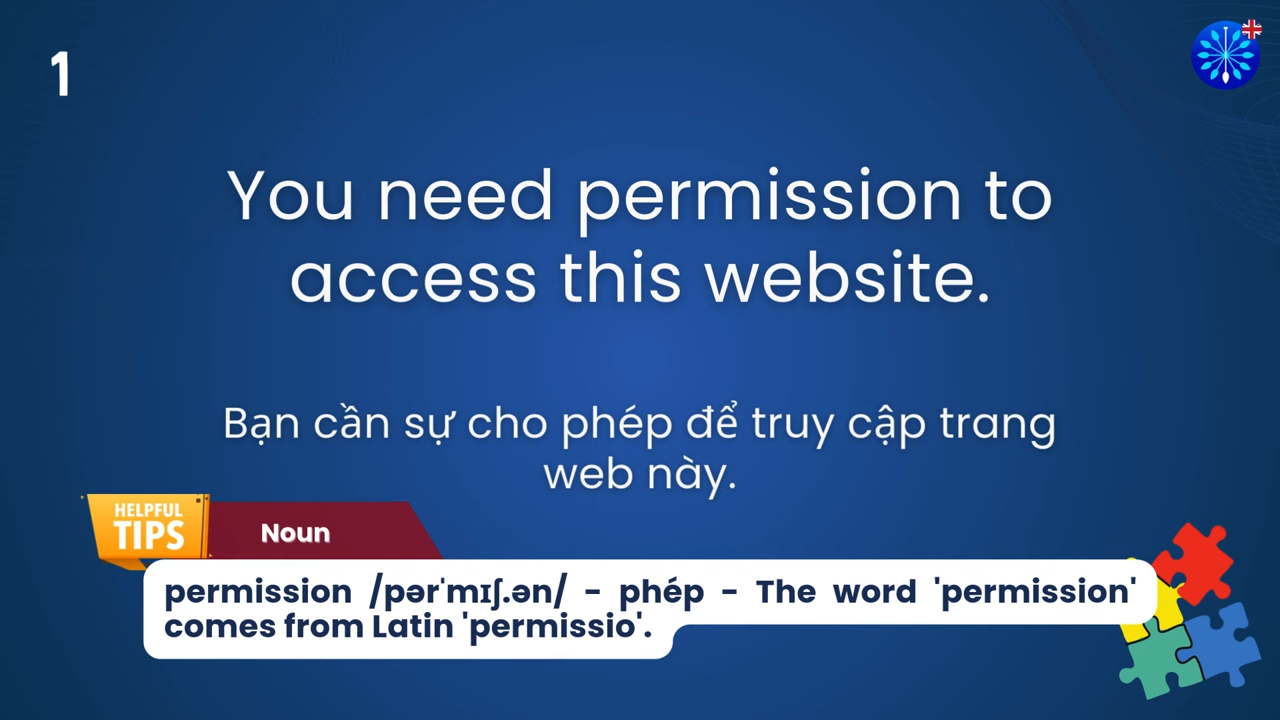 1
You need permission to
access this website.
Bạn cần sự cho phép để truy cập trang
web này.
HELPFUL
TIPS
Noun
permission /pərˈmɪʃ.ən/ - phép - The word 'permission'
comes from Latin 'permissio'.